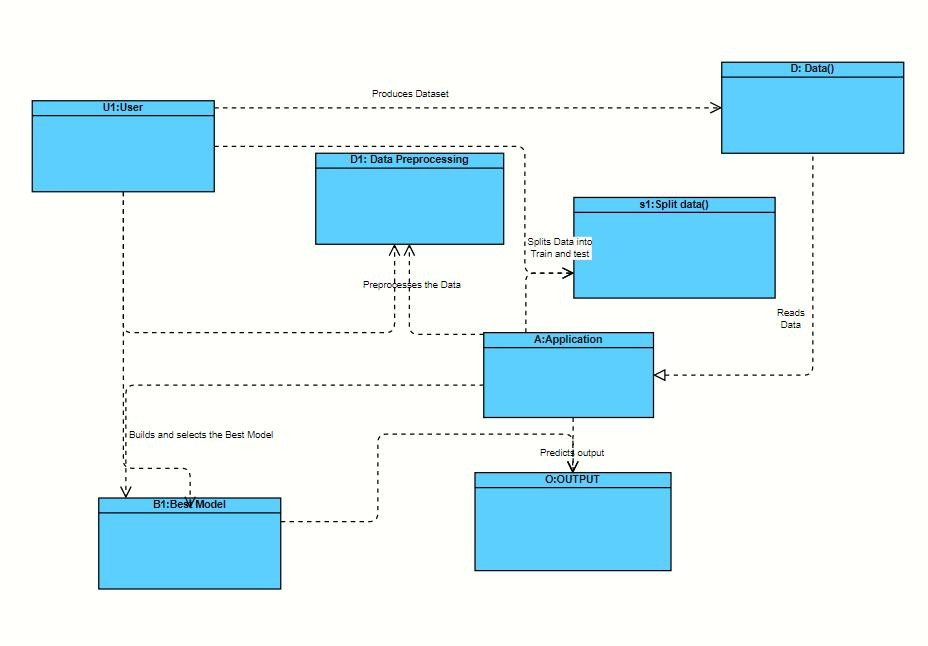 D: Data()
Produces Dataset
U1:User
D1: Data Preprocessing
s1:Split data()
Splits Data into
Train and test
Preprocesses the Data
Reads
Data
A:Application
Builds and selects the Best Model
Predicts output
O:OUTPUT
B1:Best Model